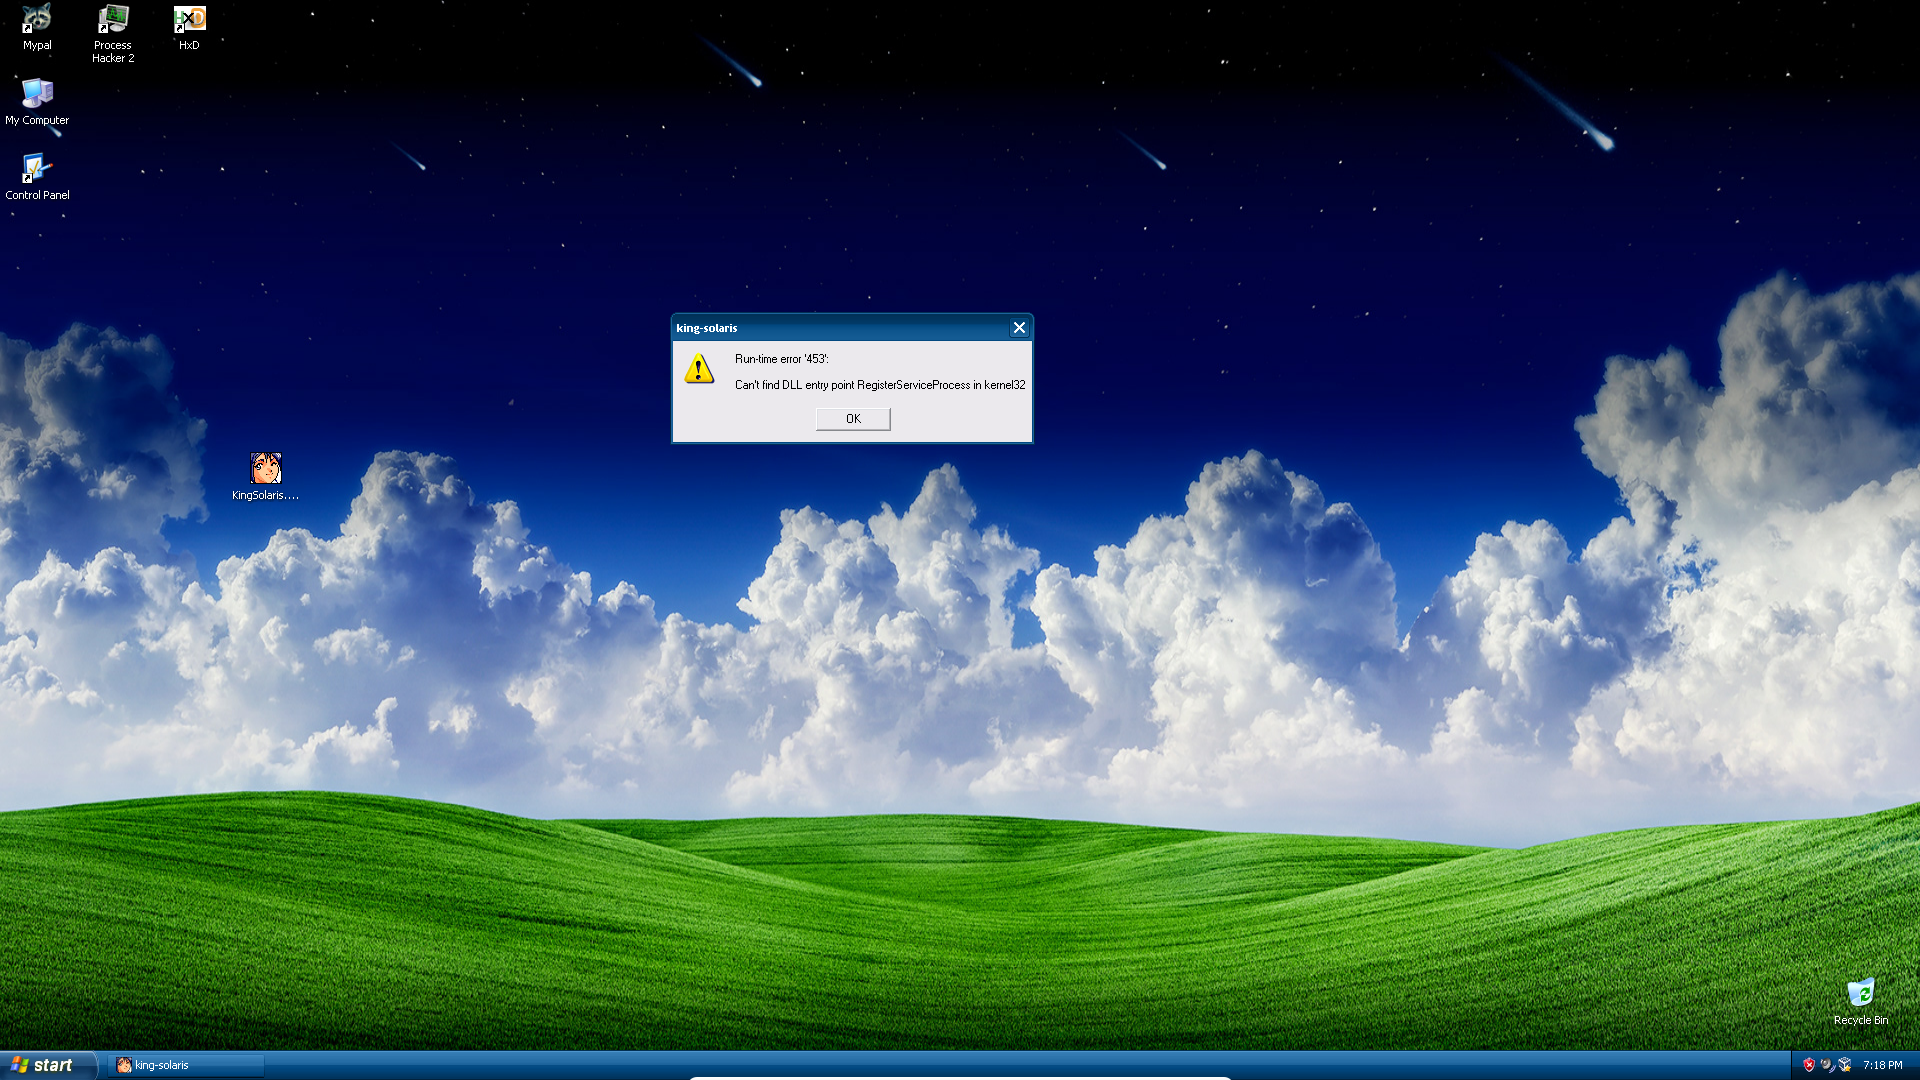 Mypal
Process
Hacker 2
HxD
My Computer
Control Panel
king-solaris
Run-time error '453':
Can't find DLL entry point RegisterServiceProcess in kernel32
OK
KingSolaris....
Recycle Bin
start
king-solaris
7:18 PM